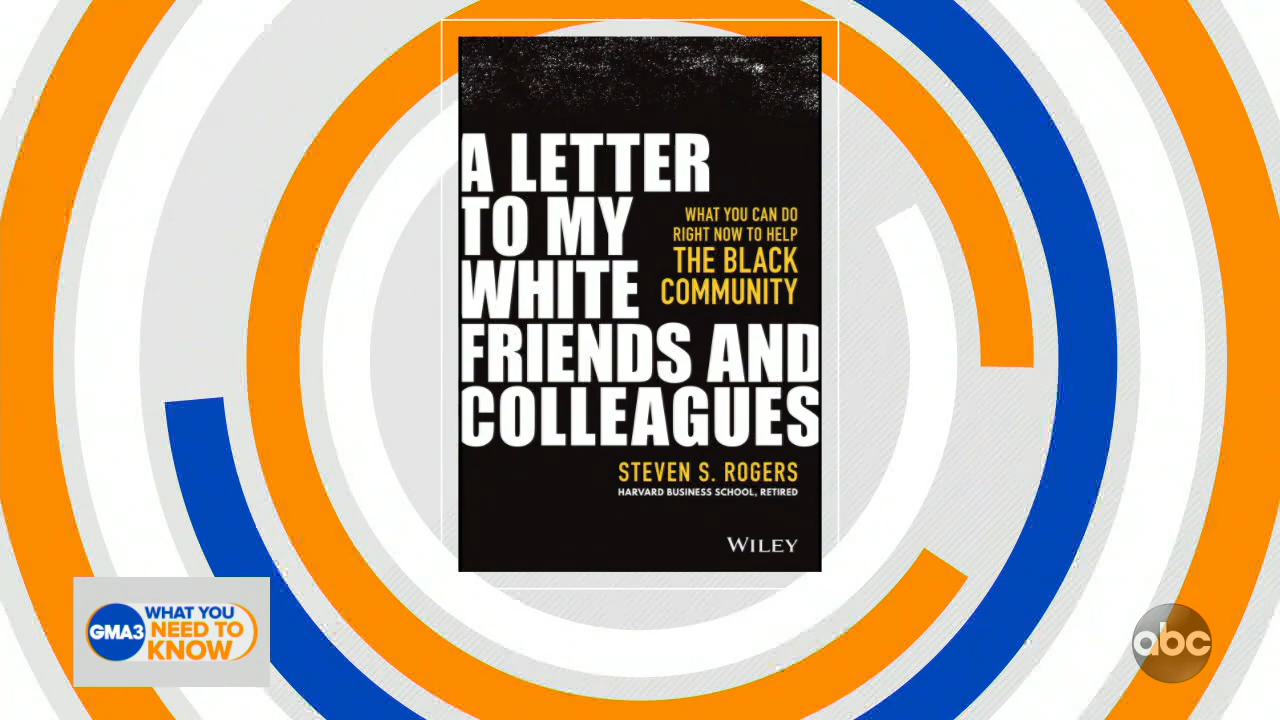 A LETTER
TO MY
WHITE
FRIENDS AND
COLLEAGUES
WHAT YOU CAN DO
RIGHT NOW TO HELP
THE BLACK
COMMUNITY
STEVEN S. ROGERS
HARVARD BUSINESS SCHOOL, RETIRED
WILEY
GMA3
WHAT YOU
NEED TO
KNOW
abc